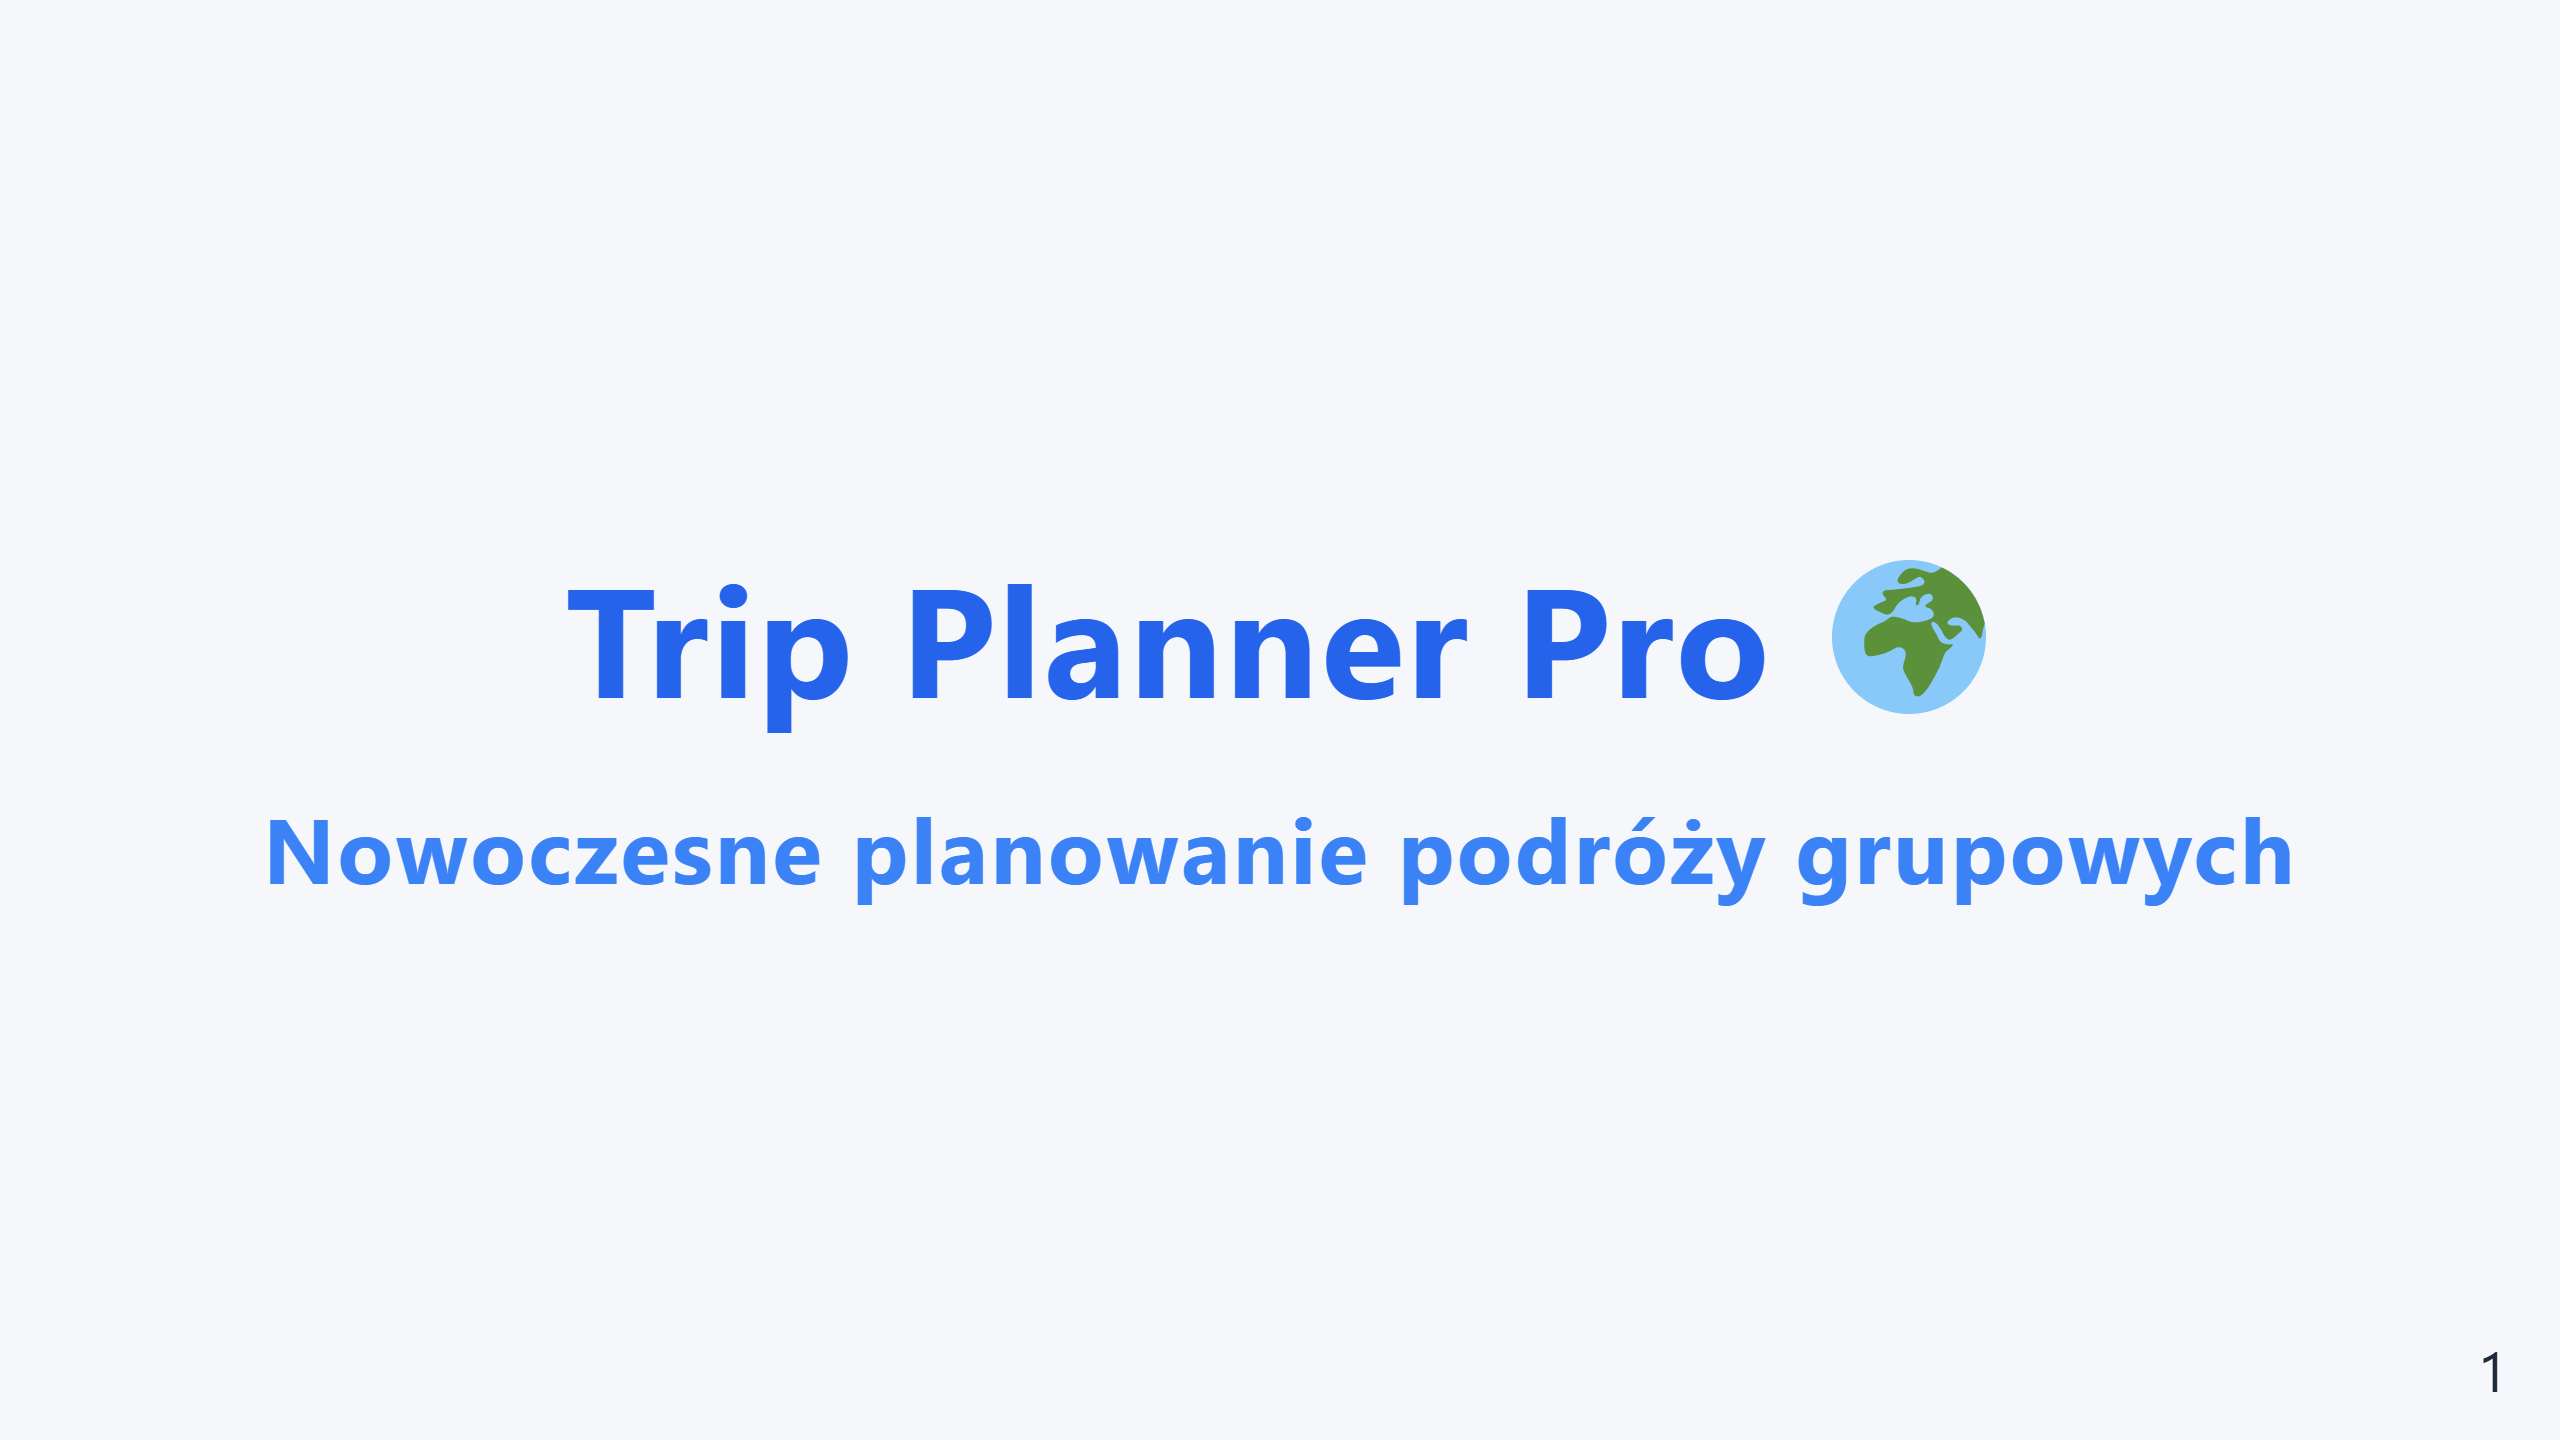 Trip Planner Pro 🌍
Nowoczesne planowanie podróży grupowych
1